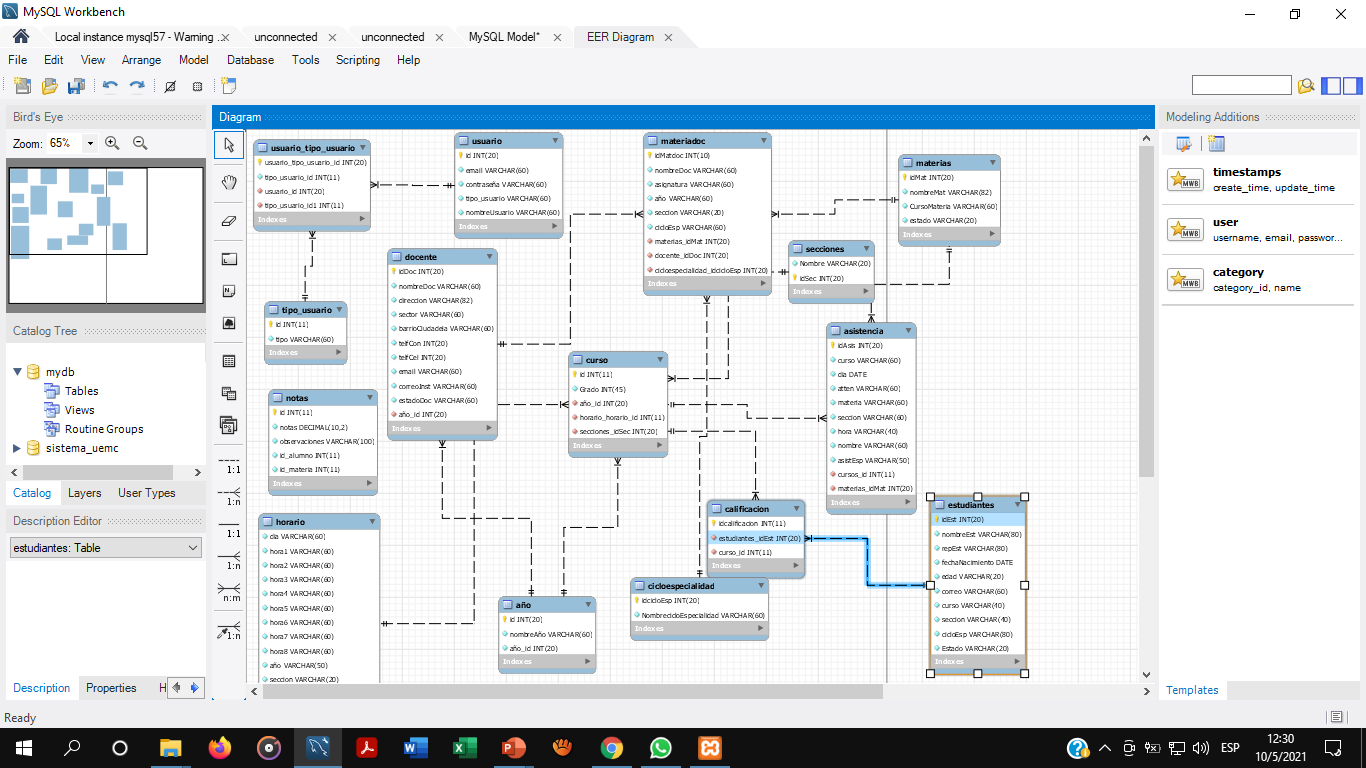 MySQL Workbench
Local instance mysql57 - Warning ...
unconnected
unconnected
MySQL Model*
EER Diagram
File Edit View Arrange Model Database Tools Scripting Help
Bird's Eye
Zoom: 65%
Catalog Tree
mydb
Tables
Views
Routine Groups
sistema_uemc
Catalog Layers User Types
Description Editor
estudiantes: Table
Description Properties H
Ready
Diagram
1:1
1:n
1:1
1:n
n:m
1:n
usuario_tipo_usuario
usuario_tipo_usuario_id INT(20)
tipo_usuario_id INT(11)
usuario_id INT(20)
tipo_usuario_id1 INT(11)
Indexes
usuario
id INT(20)
email VARCHAR(60)
contraseña VARCHAR(60)
tipo_usuario VARCHAR(60)
nombreUsuario VARCHAR(60)
Indexes
materiadoc
idMatdoc INT(10)
nombreDoc VARCHAR(60)
asignatura VARCHAR(60)
año VARCHAR(60)
seccion VARCHAR(20)
cicloEsp VARCHAR(60)
materias_idMat INT(20)
docente_idDoc INT(20)
cicloespecialidad_idcicloEsp INT(20)
Indexes
materias
idMat INT(20)
nombreMat VARCHAR(82)
CursoMateria VARCHAR(60)
estado VARCHAR(20)
Indexes
docente
idDoc INT(20)
nombreDoc VARCHAR(60)
direccion VARCHAR(82)
sector VARCHAR(60)
barrioCiudadela VARCHAR(60)
telfCon INT(20)
telfCel INT(20)
email VARCHAR(60)
correoInst VARCHAR(60)
estadoDoc VARCHAR(60)
año_id INT(20)
Indexes
secciones
Nombre VARCHAR(20)
idSec INT(20)
Indexes
tipo_usuario
id INT(11)
tipo VARCHAR(60)
Indexes
asistencia
idAsis INT(20)
curso VARCHAR(60)
dia DATE
atten VARCHAR(60)
materia VARCHAR(60)
seccion VARCHAR(60)
hora VARCHAR(40)
nombre VARCHAR(60)
asistEsp VARCHAR(50)
cursos_id INT(11)
materias_idMat INT(20)
Indexes
curso
id INT(11)
Grado INT(45)
año_id INT(20)
horario_horario_id INT(11)
secciones_idSec INT(20)
Indexes
notas
id INT(11)
notas DECIMAL(10,2)
observaciones VARCHAR(100)
id_alumno INT(11)
id_materia INT(11)
Indexes
calificacion
idcalificacion INT(11)
estudiantes_idEst INT(20)
curso_id INT(11)
Indexes
estudiantes
idEst INT(20)
nombreEst VARCHAR(80)
repEst VARCHAR(80)
fechaNacimiento DATE
edad VARCHAR(20)
correo VARCHAR(60)
curso VARCHAR(40)
seccion VARCHAR(40)
cicloEsp VARCHAR(80)
Estado VARCHAR(20)
Indexes
horario
dia VARCHAR(60)
hora1 VARCHAR(60)
hora2 VARCHAR(60)
hora3 VARCHAR(60)
hora4 VARCHAR(60)
hora5 VARCHAR(60)
hora6 VARCHAR(60)
hora7 VARCHAR(60)
hora8 VARCHAR(60)
año VARCHAR(50)
seccion VARCHAR(20)
cicloespecialidad
idcicloEsp INT(20)
NombrecicloEspecialidad VARCHAR(60)
Indexes
año
id INT(20)
nombreAño VARCHAR(60)
año_id INT(20)
Indexes
Modeling Additions
MWB
timestamps
create_time, update_time
MWB
user
username, email, passwor...
MWB
category
category_id, name
Templates
ESP
12:30
10/5/2021